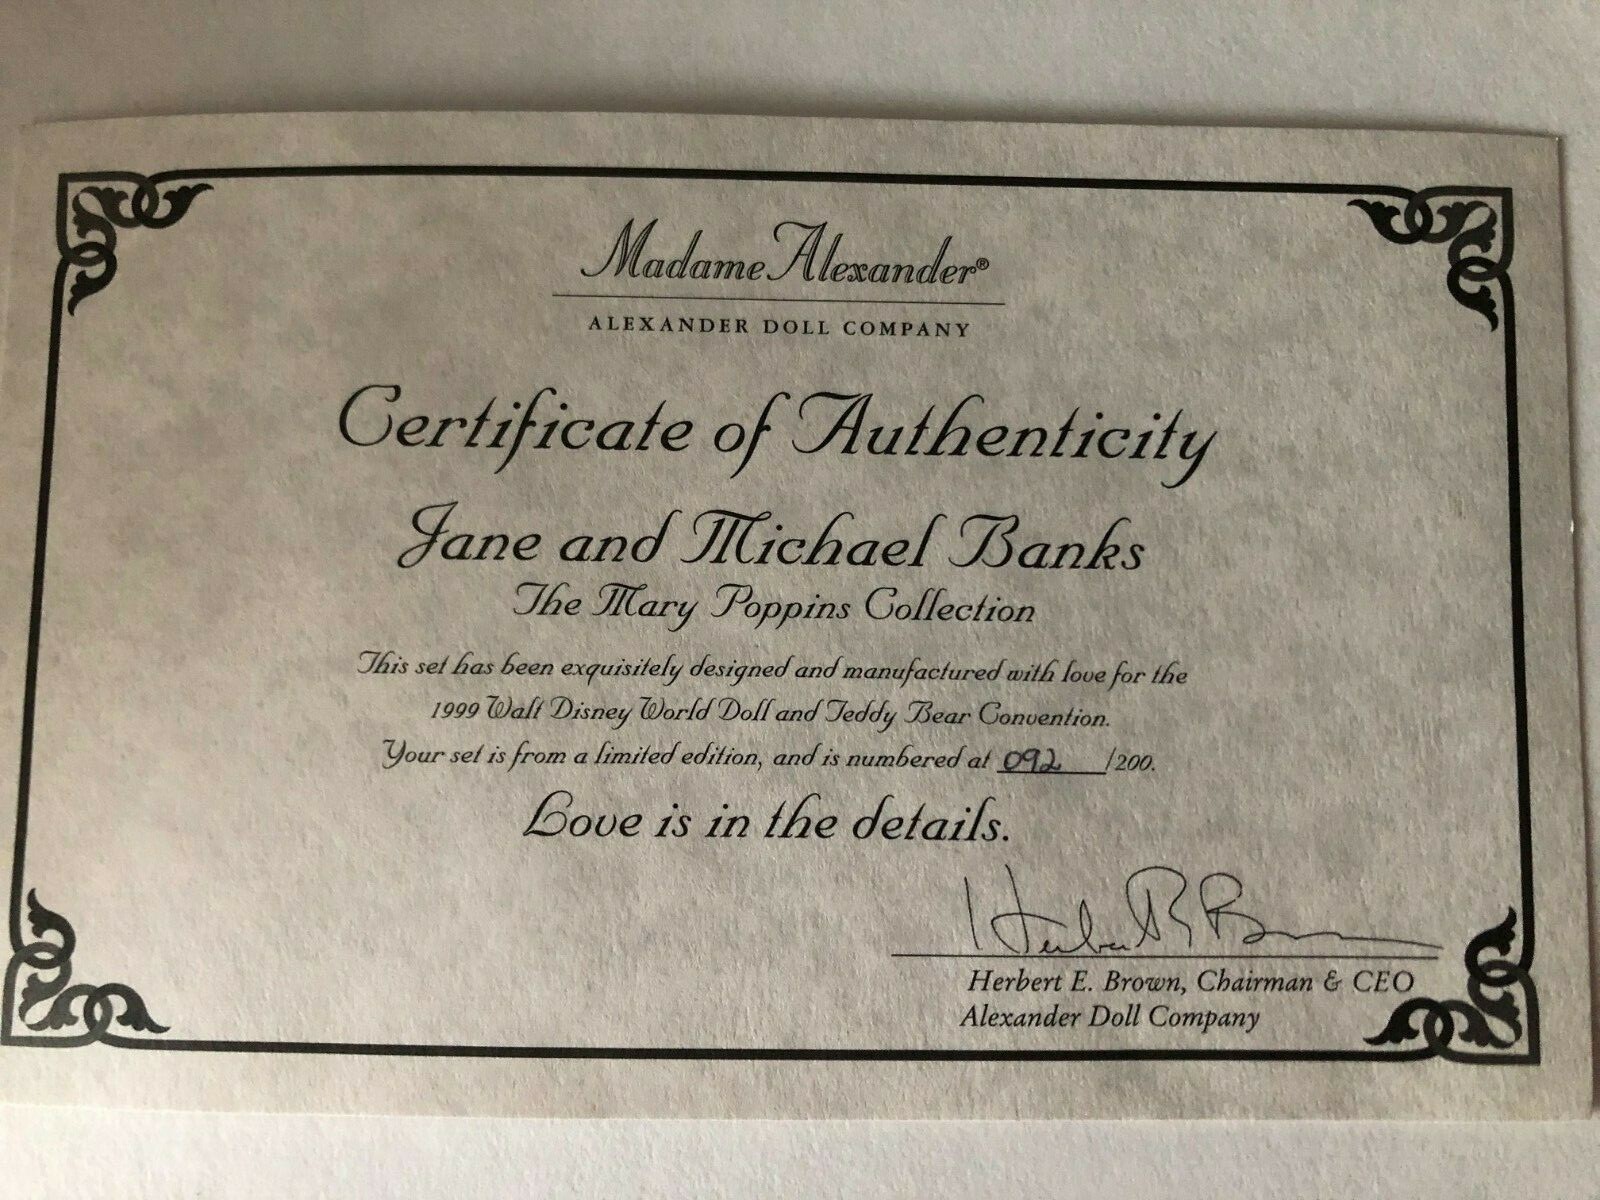 Madame Alexander®
ALEXANDER DOLL COMPANY
Certificate of Authenticity
Jane and Michael Banks
The Mary Poppins Collection
This set has been exquisitely designed and manufactured with love for the
1999 Walt Disney World Doll and Teddy Bear Convention.
Your set is from a limited edition, and is numbered at 092 /200.
Love is in the details.
Herbert E. Brown, Chairman & CEO
Alexander Doll Company